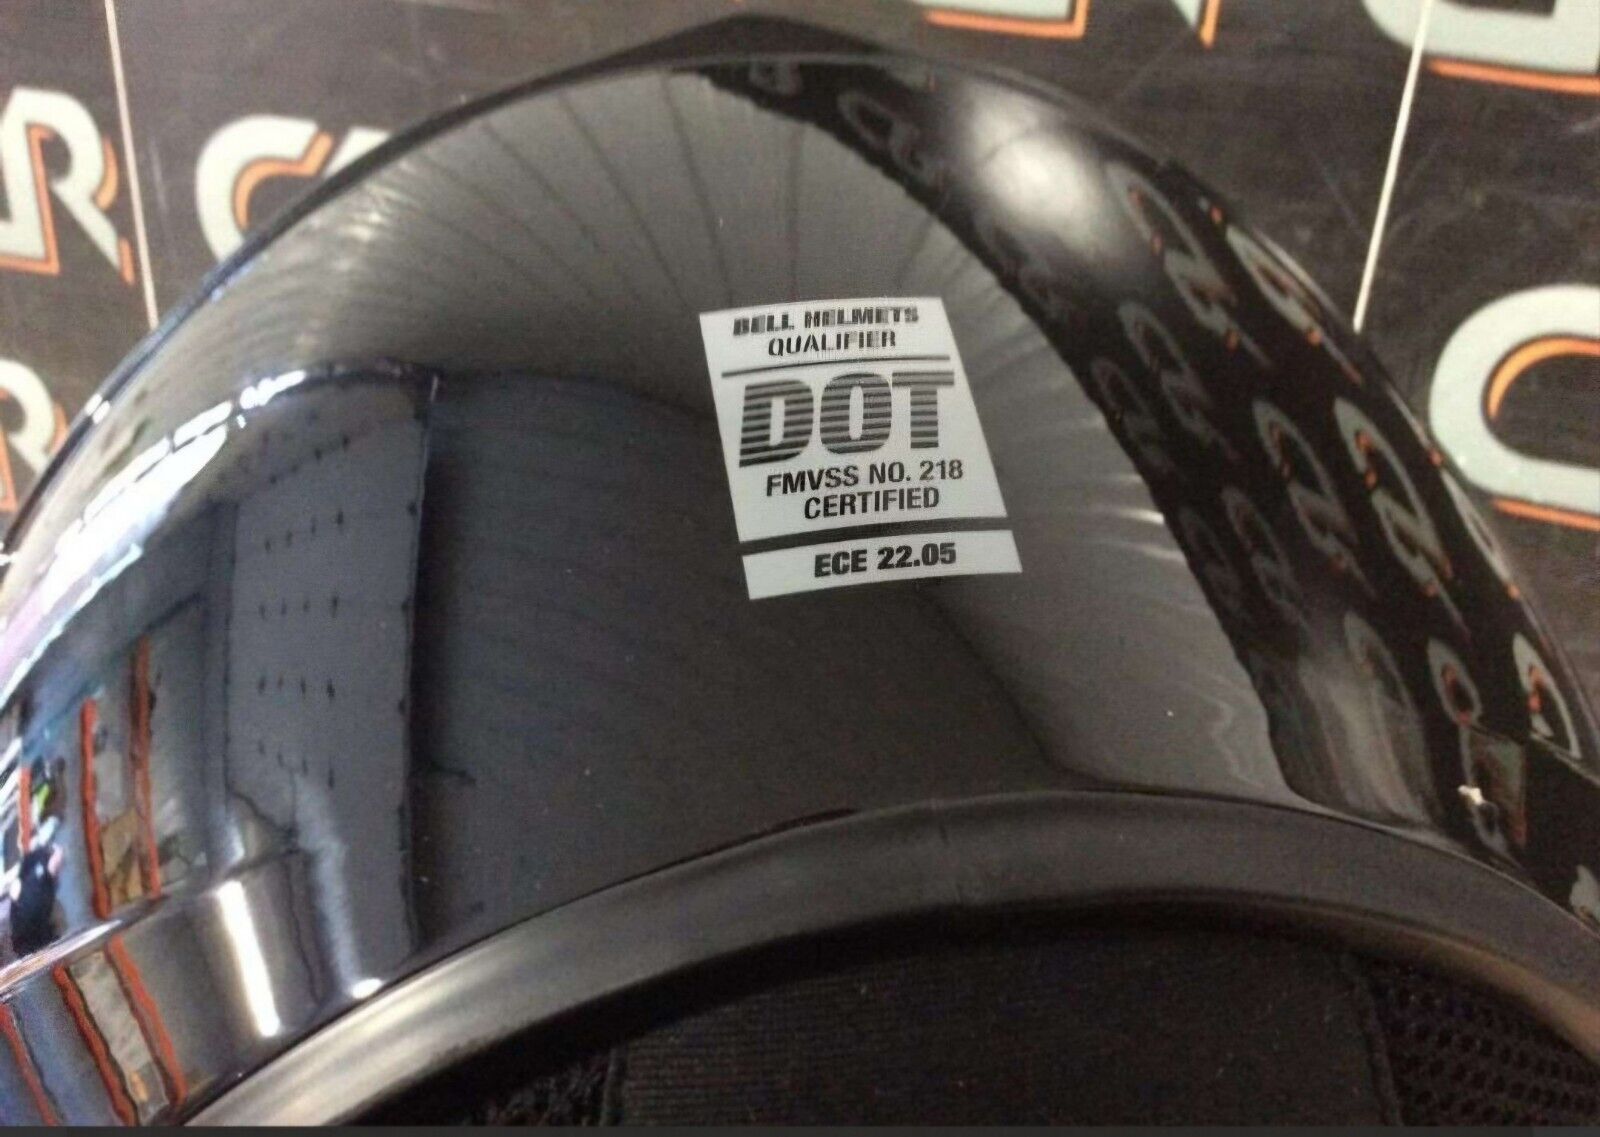 BELL HELMETS
QUALIFIER
DOT
FMVSS NO. 218
CERTIFIED
ECE 22.05